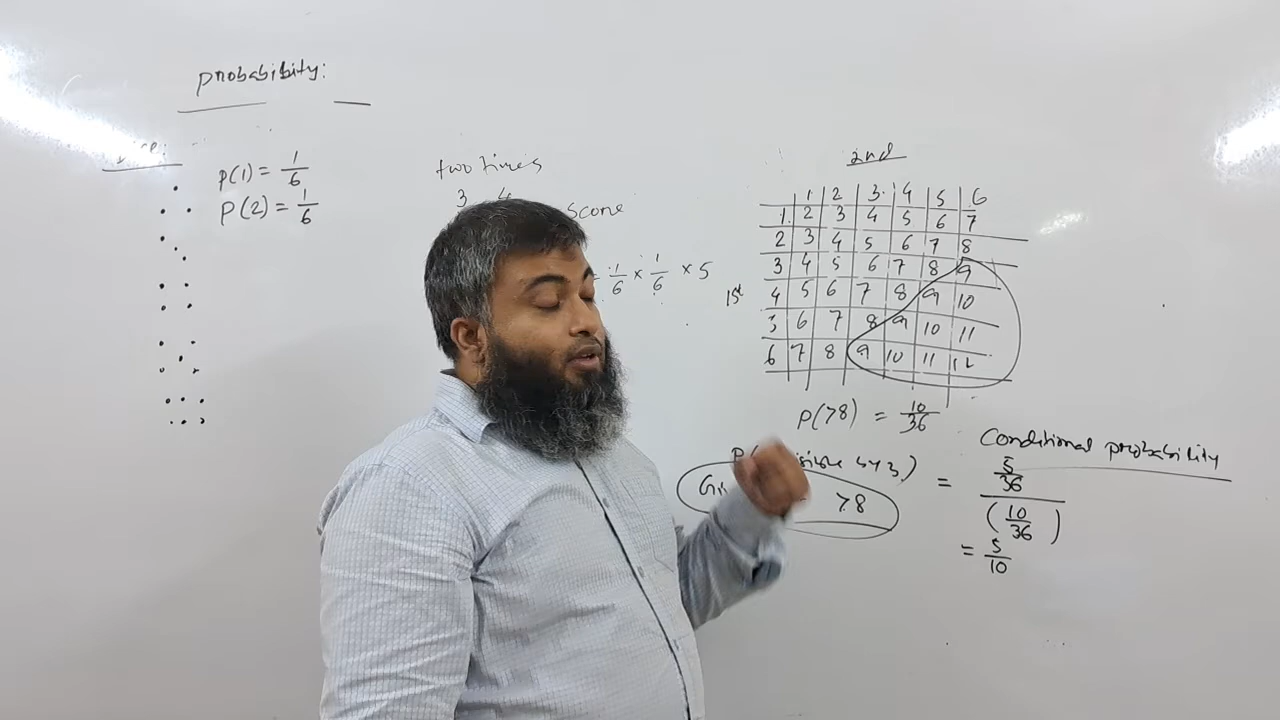 probability:
p(1) = 1/6
p(2) = 1/6
two times
3 4
score
1/6 × 1/6 × 5
2nd
1 2 3 4 5 6
1 2 3 4 5 6 7
2 3 4 5 6 7 8
3 4 5 6 7 8 9
1st
4 5 6 7 8 9 10
5 6 7 8 9 10 11
6 7 8 9 10 11 12
P(>8) = 10/36
Conditional probability
by 3) = 5/36
(10/36)
>8
= 5/10